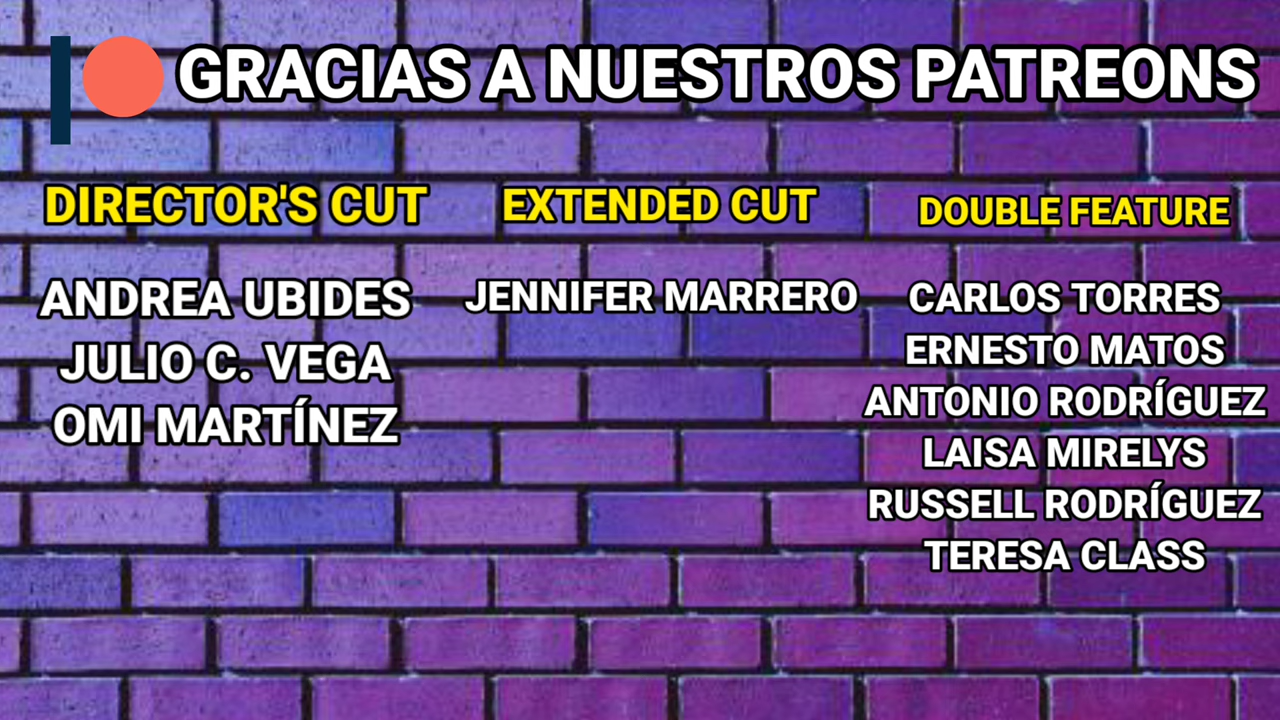 GRACIAS A NUESTROS PATREONS
DIRECTOR'S CUT
ANDREA UBIDES
JULIO C. VEGA
OMI MARTÍNEZ
EXTENDED CUT
JENNIFER MARRERO
DOUBLE FEATURE
CARLOS TORRES
ERNESTO MATOS
ANTONIO RODRÍGUEZ
LAISA MIRELYS
RUSSELL RODRÍGUEZ
TERESA CLASS